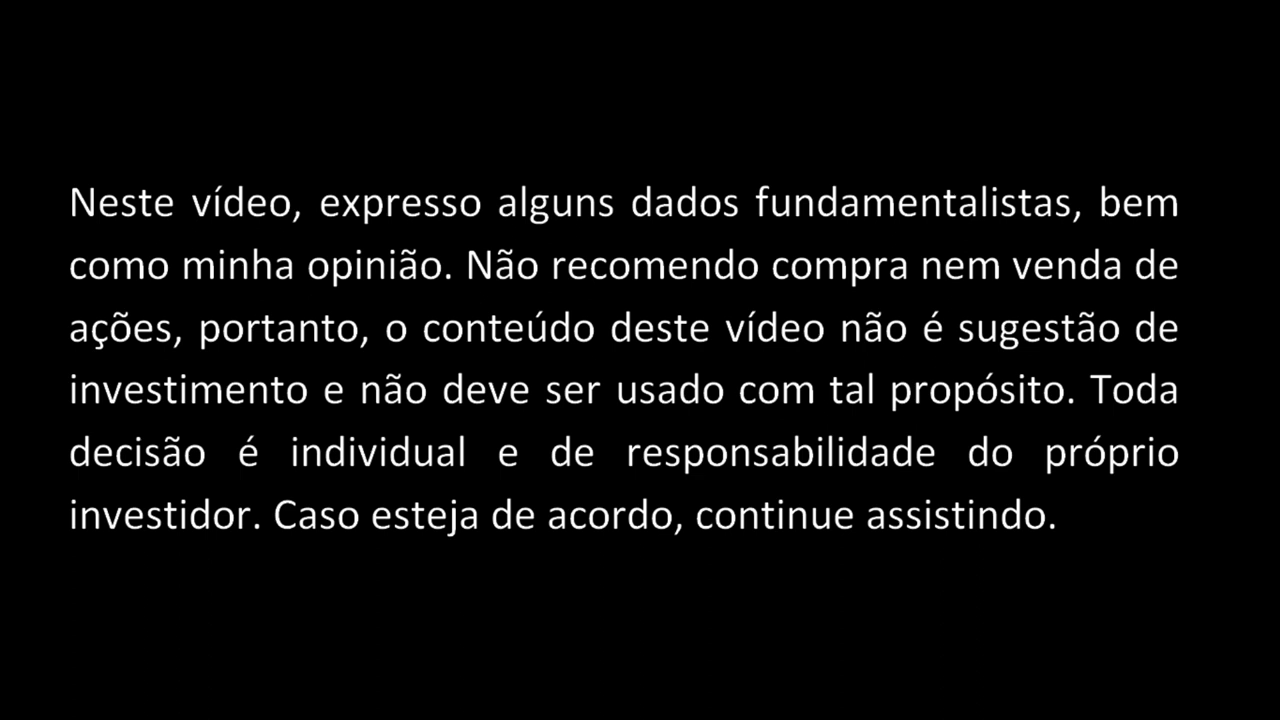 Neste vídeo, expresso alguns dados fundamentalistas, bem
como minha opinião. Não recomendo compra nem venda de
ações, portanto, o conteúdo deste vídeo não é sugestão de
investimento e não deve ser usado com tal propósito. Toda
decisão é individual e de responsabilidade do próprio
investidor. Caso esteja de acordo, continue assistindo.